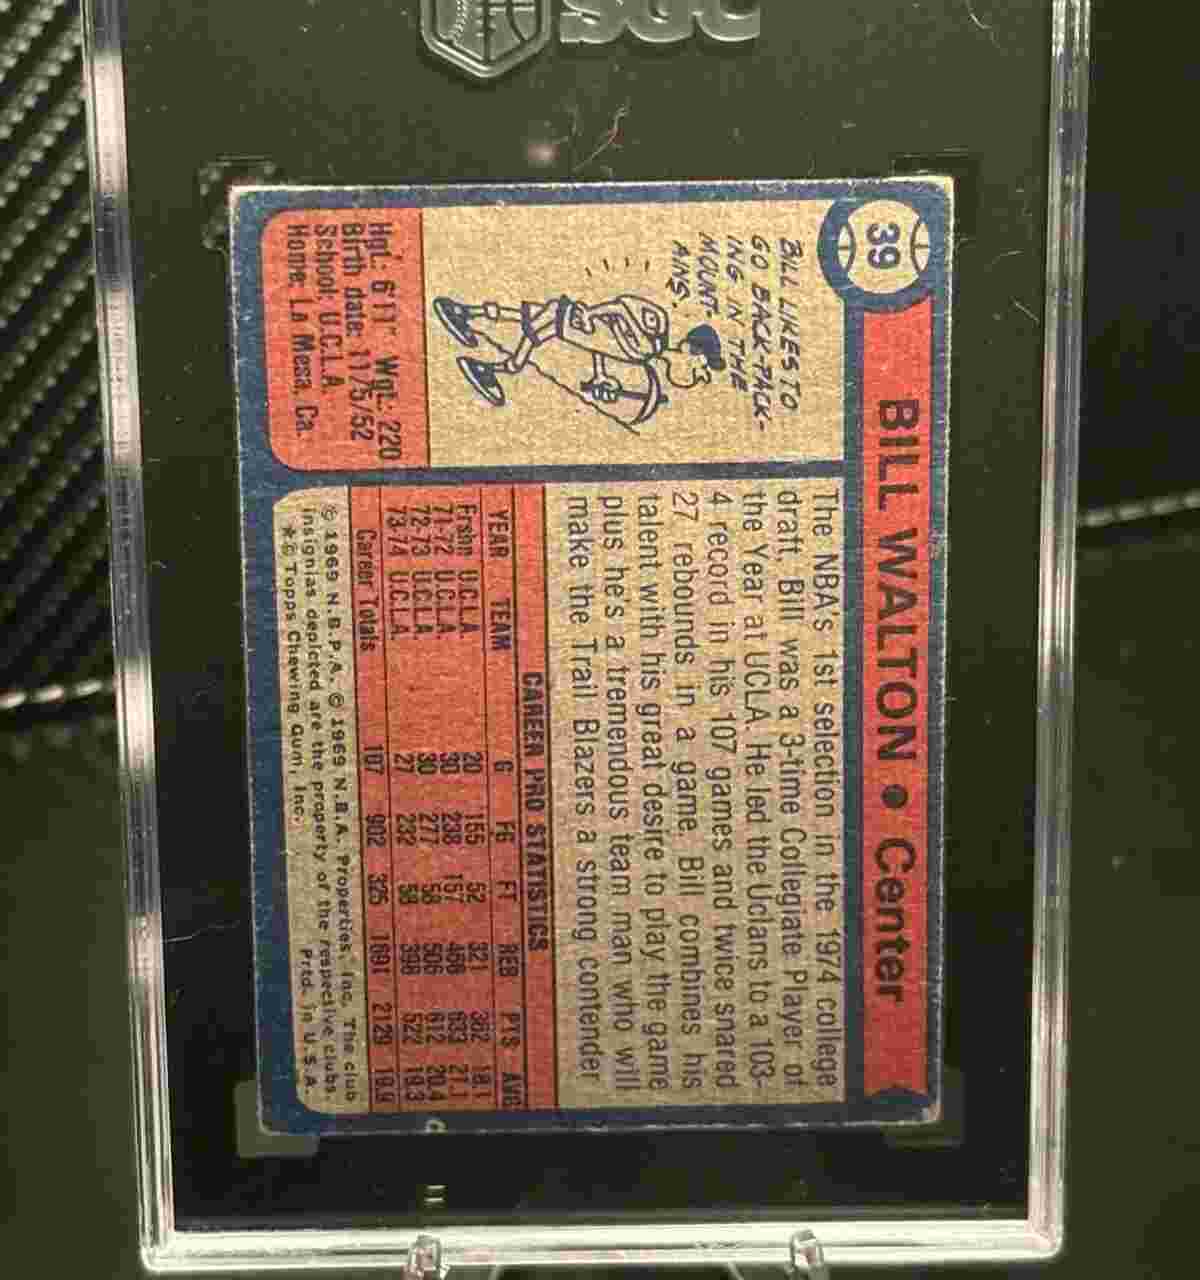 SGC
39
BILL WALTON • Center
BILL LIKES TO
GO BACK-PACK-
ING IN THE
MOUNT-
AINS.
Hgt.: 6'11" Wgt.: 220
Birth date: 11/5/52
School: U.C.L.A.
Home: La Mesa, Ca.
The NBA's 1st selection in the 1974 college
draft, Bill was a 3-time Collegiate Player of
the Year at UCLA. He led the Uclans to a 103-
4 record in his 107 games and twice snared
27 rebounds in a game. Bill combines his
talent with his great desire to play the game
plus he's a tremendous team man who will
make the Trail Blazers a strong contender
CAREER PRO STATISTICS
YEAR TEAM G FG FT REB PTS AVG
Frshn U.C.L.A. 20 155 52 321 362 18.1
71-72 U.C.L.A. 30 238 157 466 633 21.1
72-73 U.C.L.A. 30 277 58 506 612 20.4
73-74 U.C.L.A. 27 232 58 398 522 19.3
Career Totals 107 902 325 1691 2129 19.9
© 1969 N.B.P.A. © 1969 N.B.A. Properties, Inc. The club
insignias depicted are the property of the respective clubs.
*© Topps Chewing Gum, Inc. Prtd. in U.S.A.